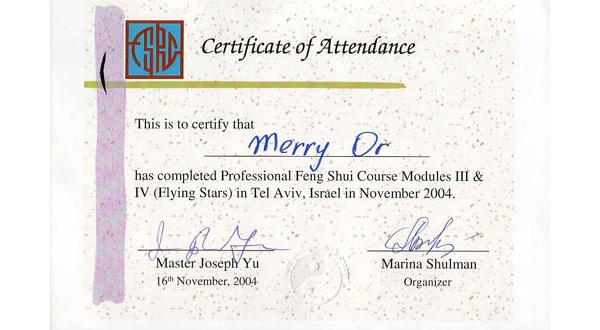 FSRC
Certificate of Attendance
This is to certify that
Merry Or
has completed Professional Feng Shui Course Modules III &
IV (Flying Stars) in Tel Aviv, Israel in November 2004.
Master Joseph Yu
Marina Shulman
16th November, 2004
Organizer